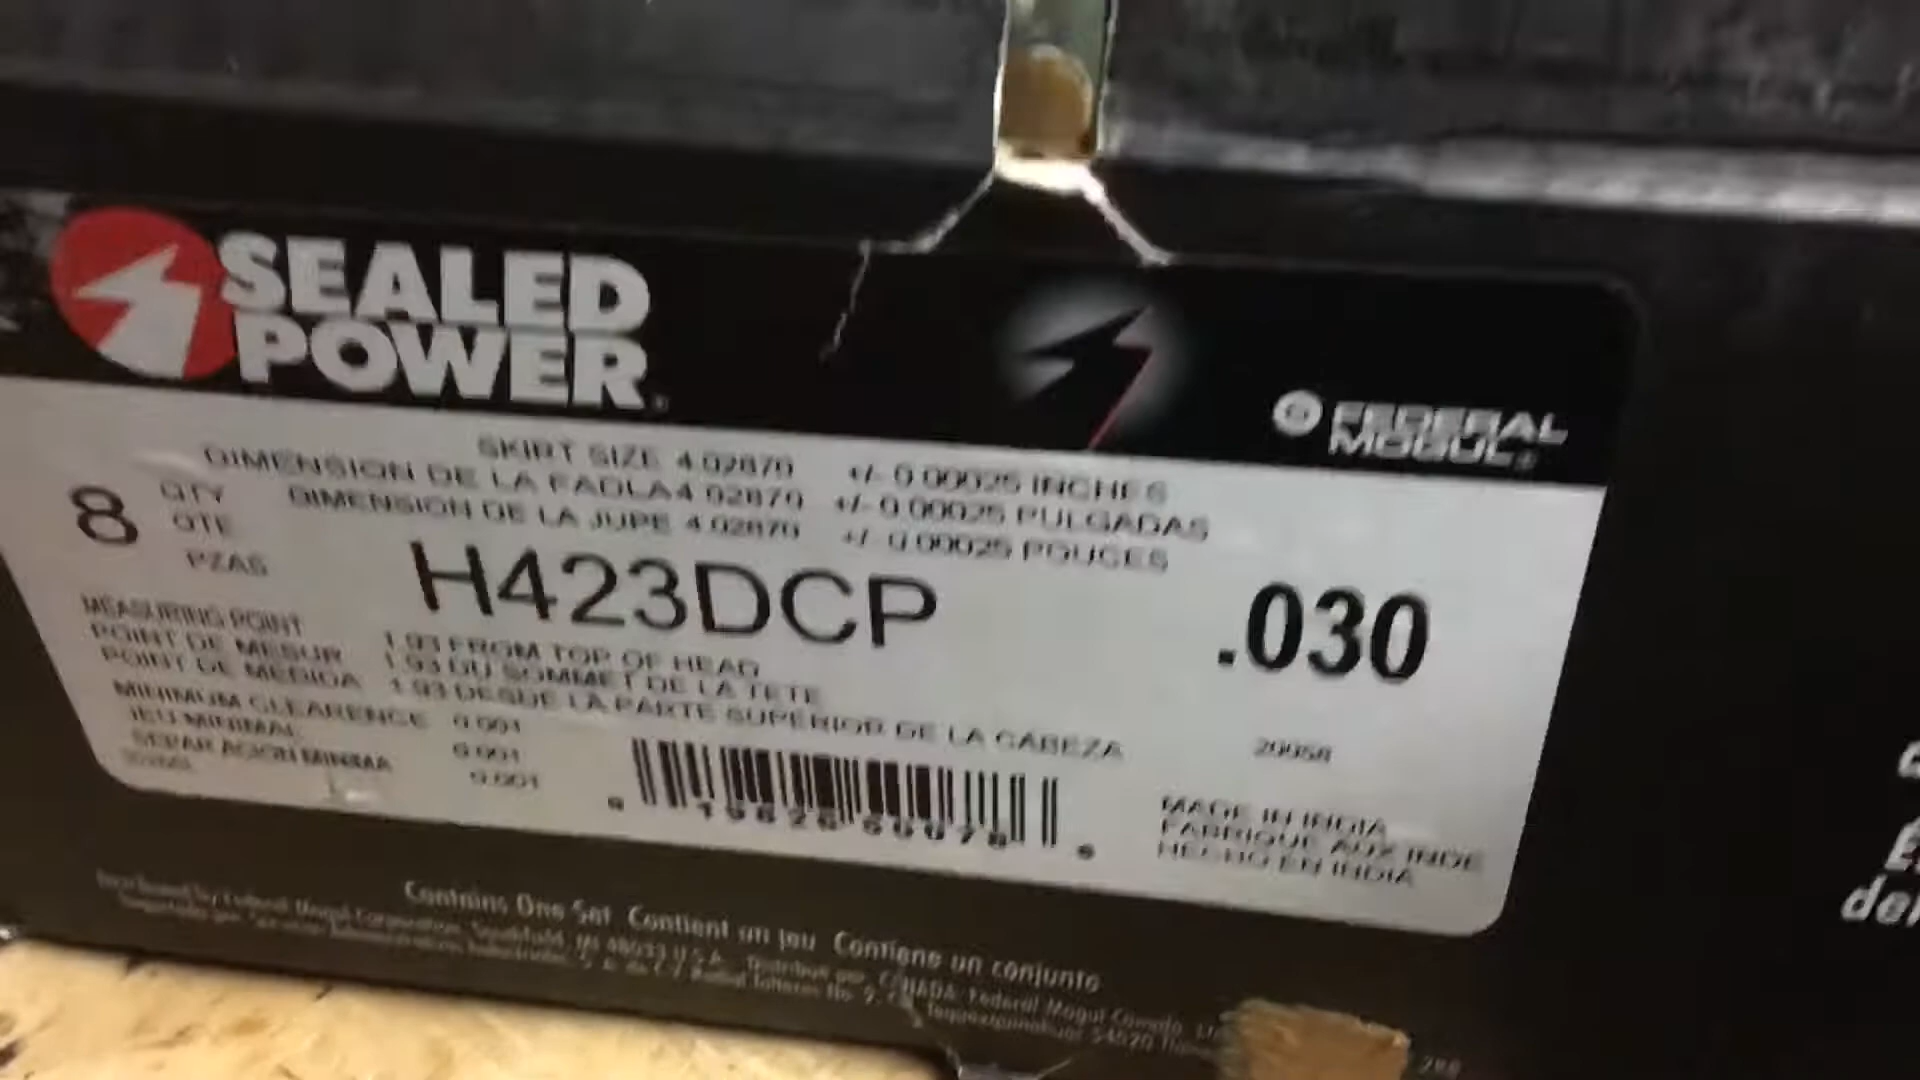 SEALED
POWER
FEDERAL
MOGUL
SKIRT SIZE 4.02870 +/- 0.00025 INCHES
DIMENSION DE LA FAOLA 4.02870 +/- 0.00025 PULGADAS
DIMENSION DE LA JUPE 4.02870 +/- 0.00025 POUCES
8 QTY
QTE
PZAS
H423DCP
.030
MEASURING POINT
POINT DE MESUR 1.93 FROM TOP OF HEAD
POINT DE MEDIDA 1.93 DU SOMMET DE LA TETE
1.93 DESDE LA PARTE SUPERIOR DE LA CABEZA
MINIMUM CLEARENCE 0.001
JEU MINIMAL 0.001
SEPARACION MINIMA 0.001
MADE IN INDIA
FABRIQUE AUX INDE
HECHO EN INDIA
Contains One Set Contient un jeu Contiene un conjunto